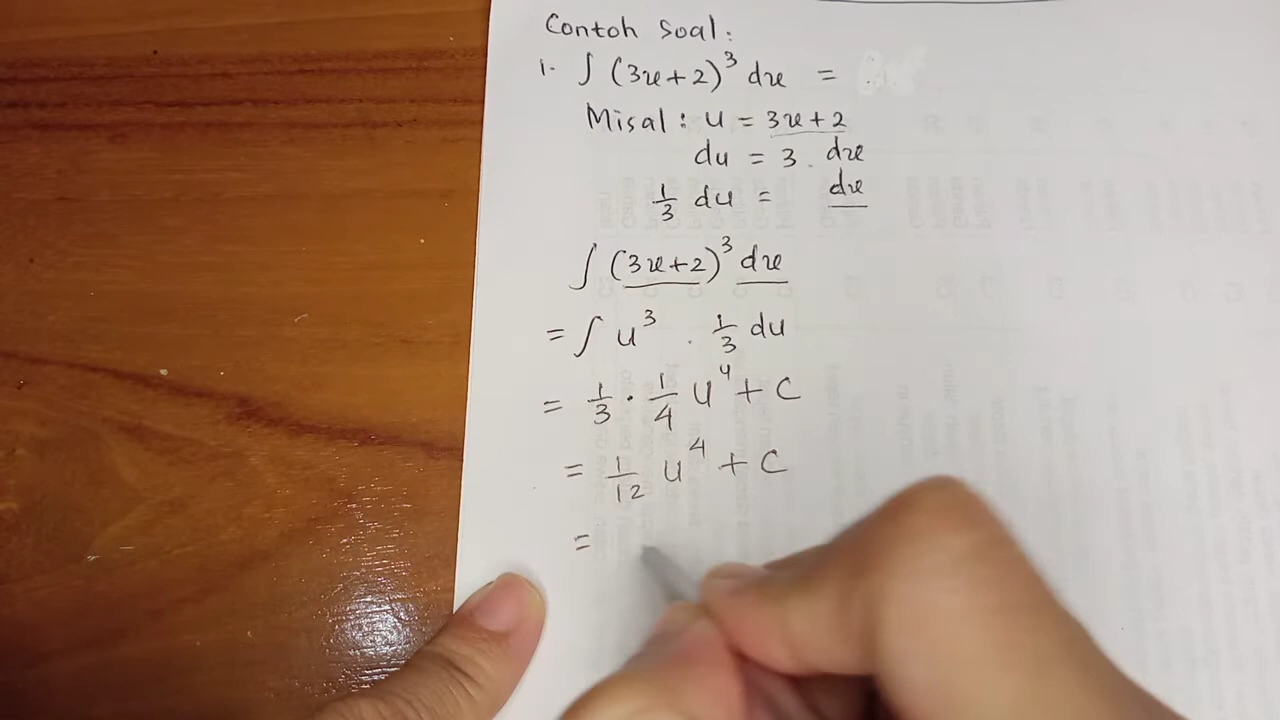 Contoh Soal :
1. ∫ (3x+2)³ dx =
Misal : u = 3x+2
du = 3 . dx
1/3 du = dx
∫ (3x+2)³ dx
= ∫ u³ . 1/3 du
= 1/3 · 1/4 u⁴ + C
= 1/12 u⁴ + C
=